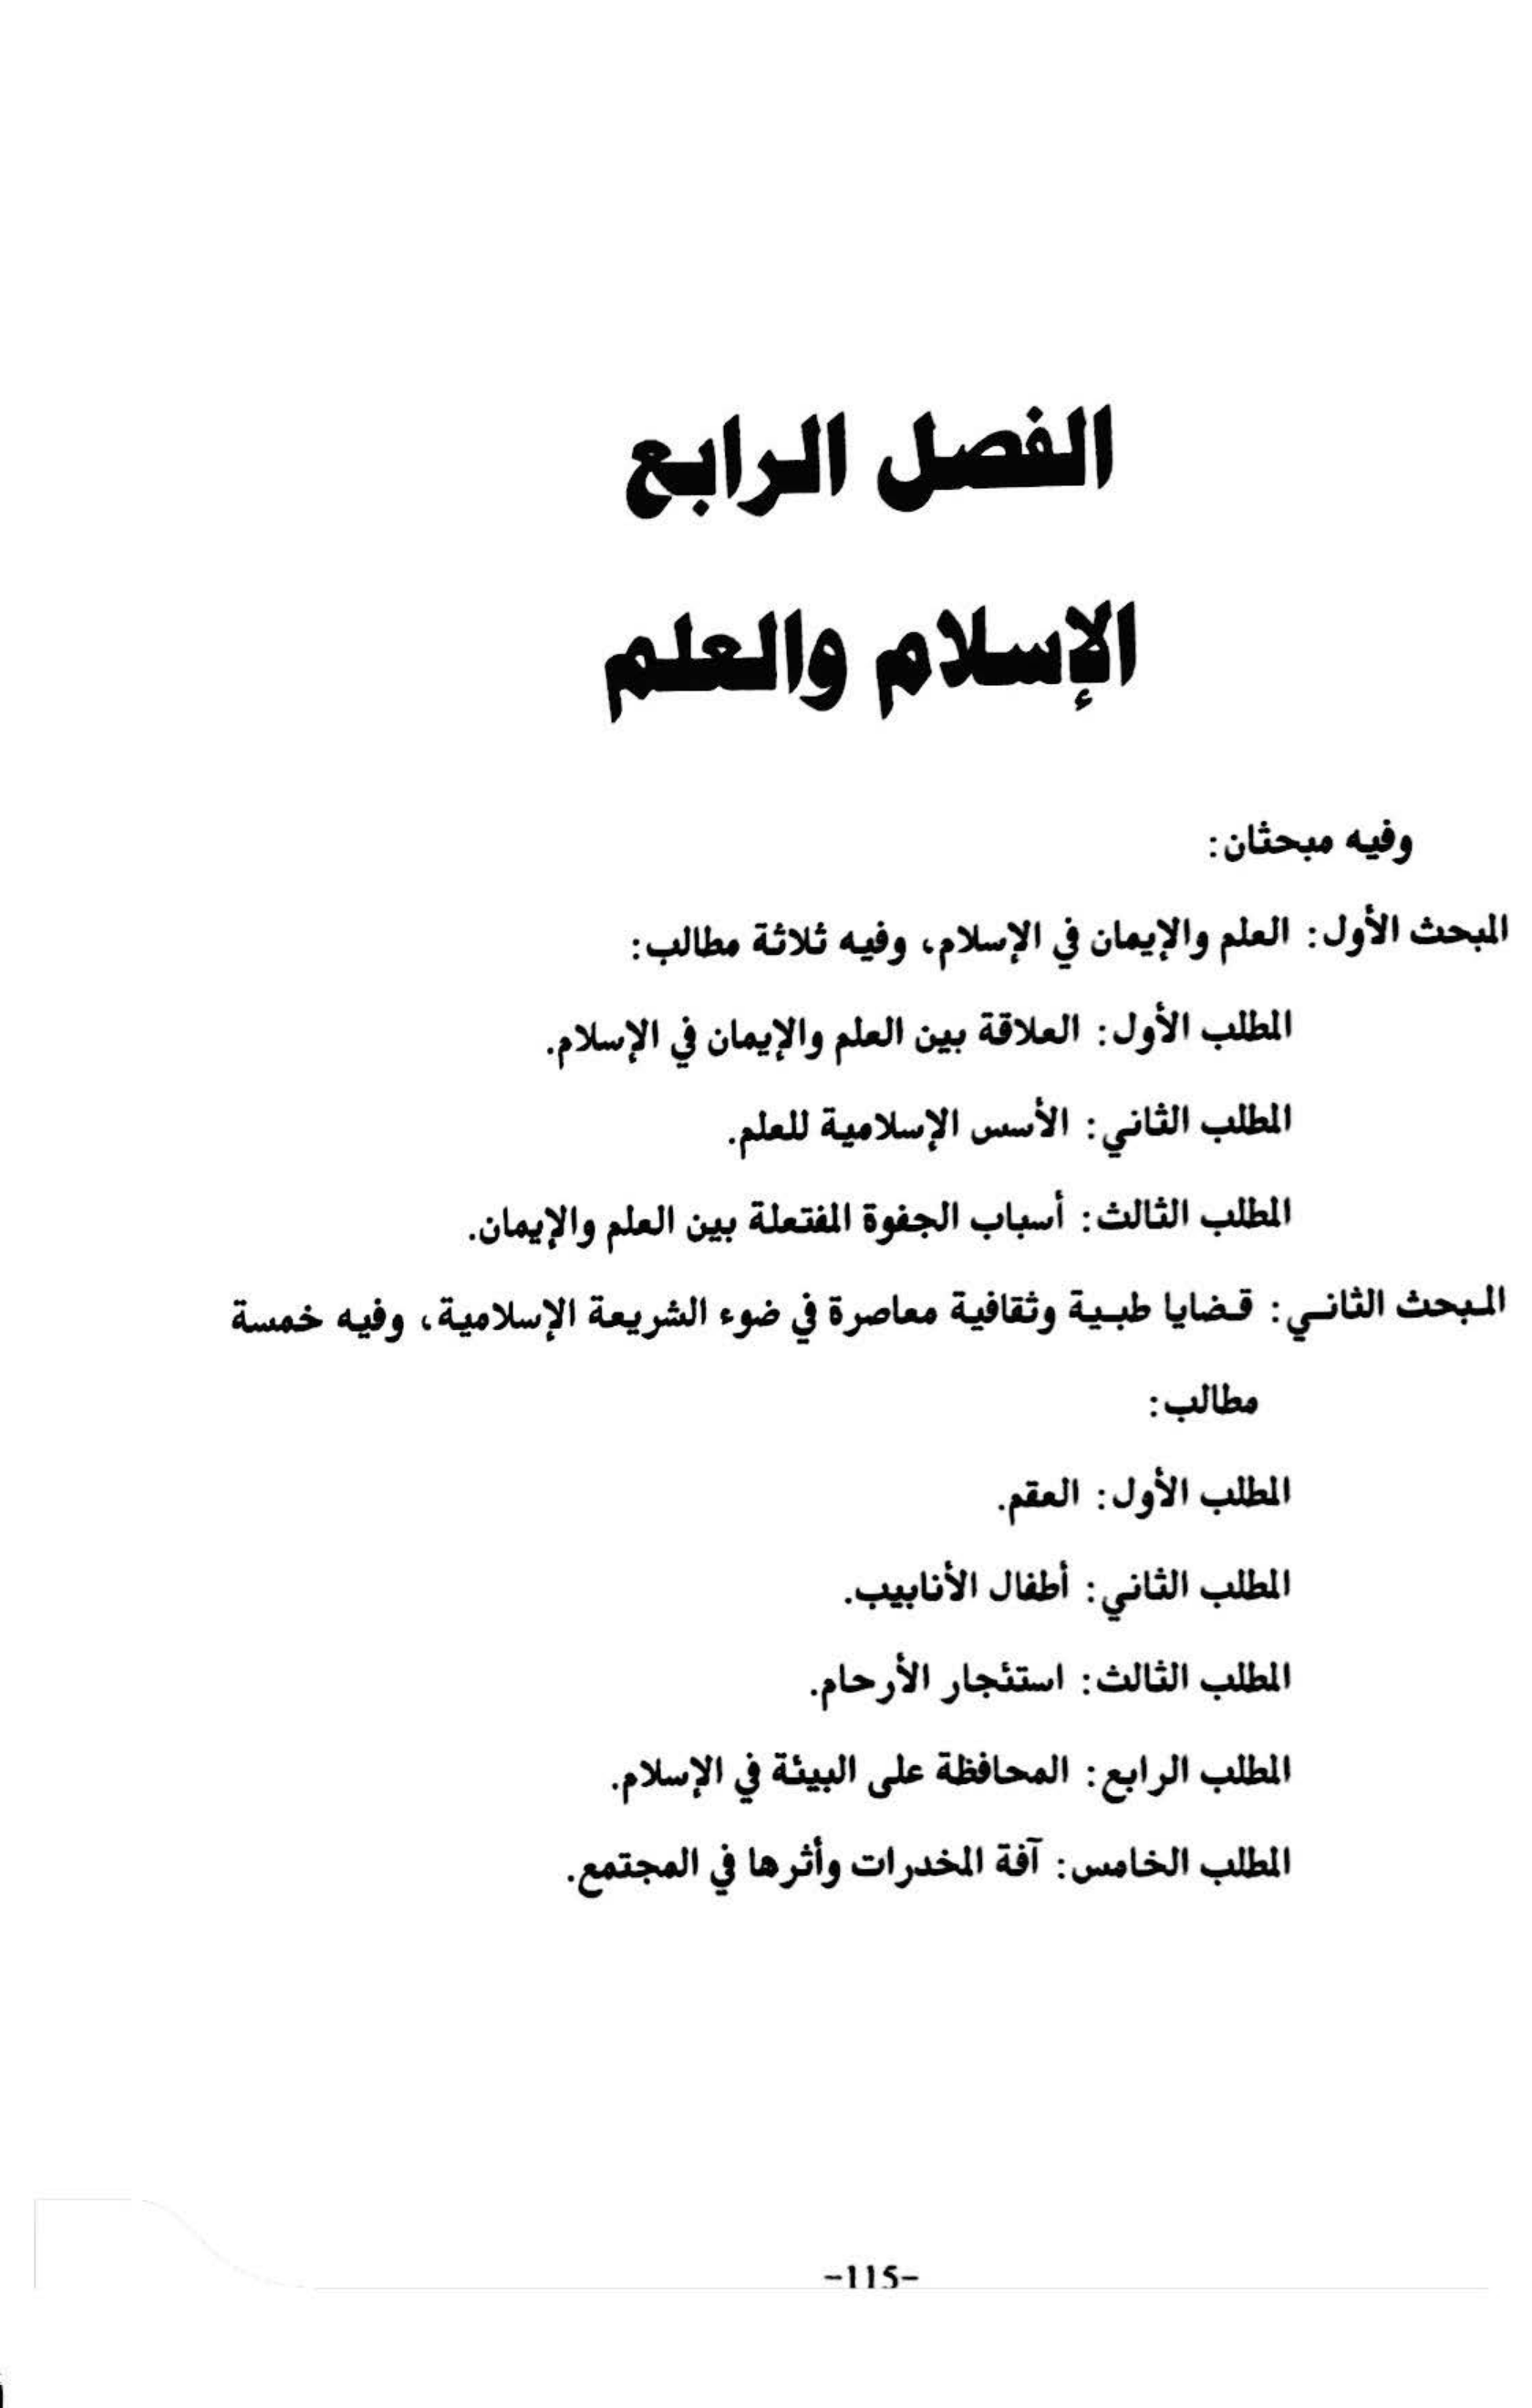 الفصل الرابع
الإسلام والعلم
وفيه مبحثان:
المبحث الأول: العلم والإيمان في الإسلام، وفيه ثلاثة مطالب:
المطلب الأول: العلاقة بين العلم والإيمان في الإسلام.
المطلب الثاني: الأسس الإسلامية للعلم.
المطلب الثالث: أسباب الجفوة المفتعلة بين العلم والإيمان.
المبحث الثاني: قضايا طبية وثقافية معاصرة في ضوء الشريعة الإسلامية، وفيه خمسة
مطالب:
المطلب الأول: العقم.
المطلب الثاني: أطفال الأنابيب.
المطلب الثالث: استئجار الأرحام.
المطلب الرابع: المحافظة على البيئة في الإسلام.
المطلب الخامس: آفة المخدرات وأثرها في المجتمع.
-115-